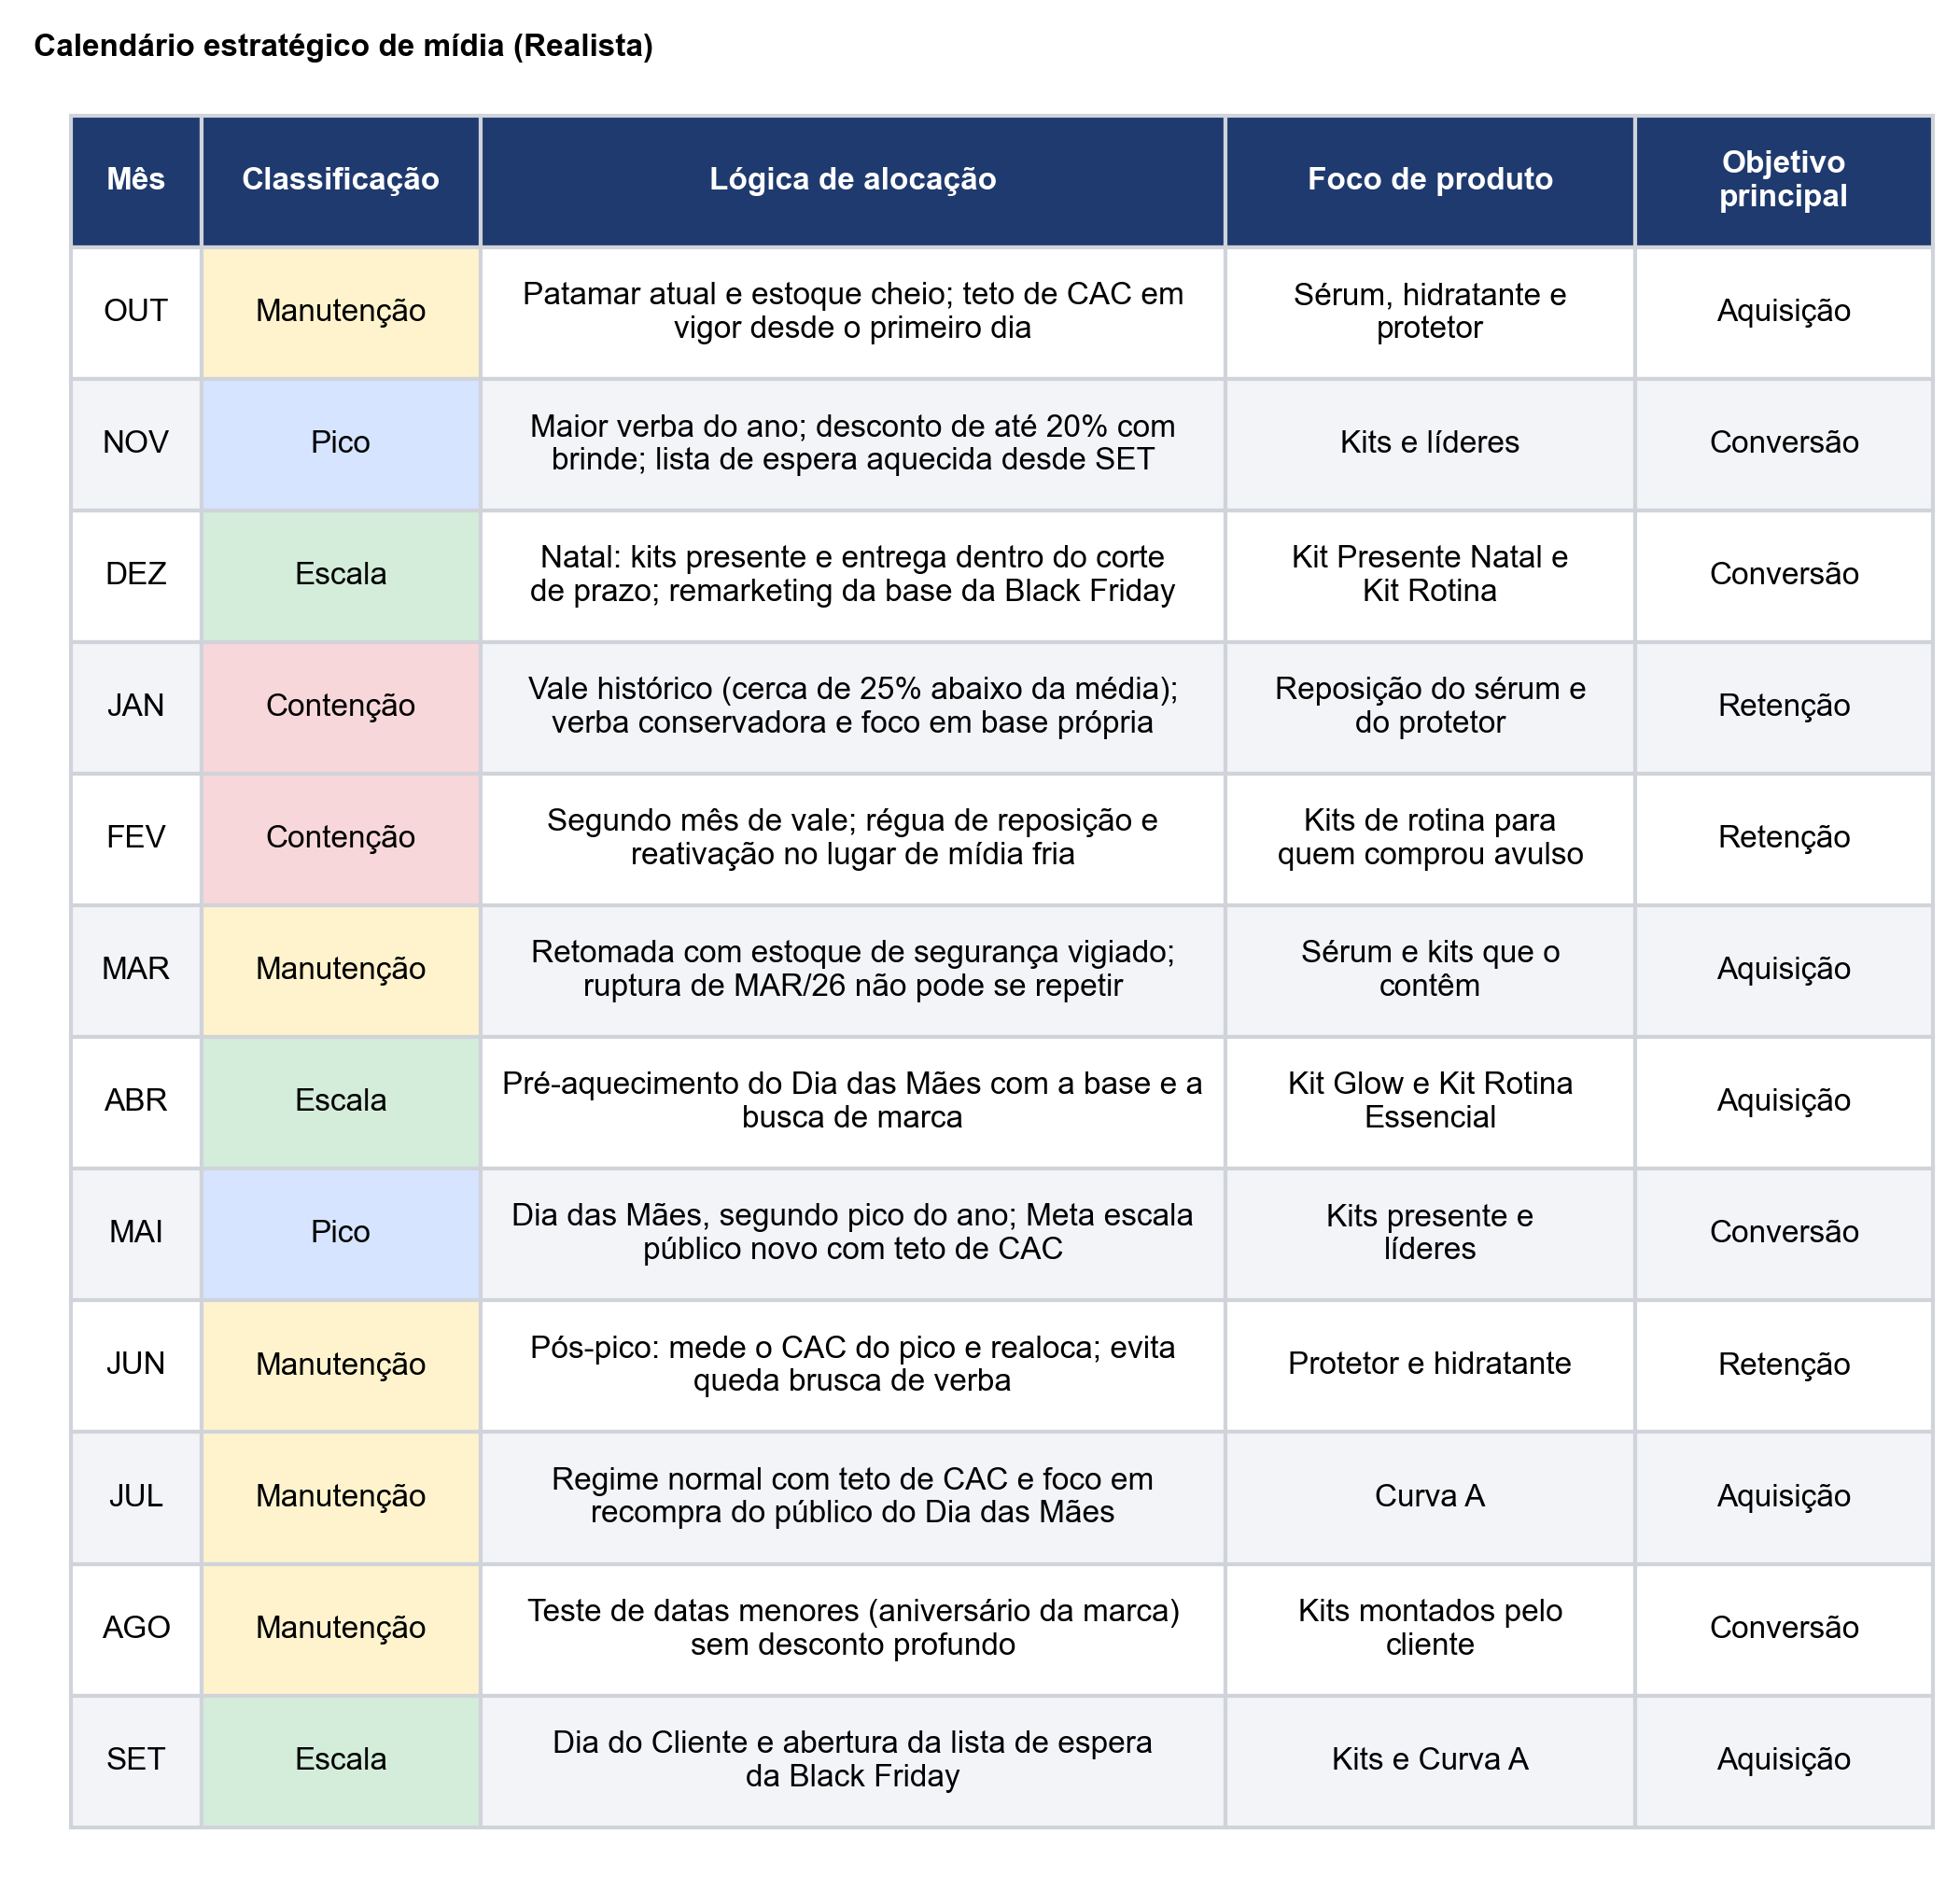 Calendário estratégico de mídia (Realista)
Mês
Classificação
Lógica de alocação
Foco de produto
Objetivo
principal
OUT
Manutenção
Patamar atual e estoque cheio; teto de CAC em
vigor desde o primeiro dia
Sérum, hidratante e
protetor
Aquisição
NOV
Pico
Maior verba do ano; desconto de até 20% com
brinde; lista de espera aquecida desde SET
Kits e líderes
Conversão
DEZ
Escala
Natal: kits presente e entrega dentro do corte
de prazo; remarketing da base da Black Friday
Kit Presente Natal e
Kit Rotina
Conversão
JAN
Contenção
Vale histórico (cerca de 25% abaixo da média);
verba conservadora e foco em base própria
Reposição do sérum e
do protetor
Retenção
FEV
Contenção
Segundo mês de vale; régua de reposição e
reativação no lugar de mídia fria
Kits de rotina para
quem comprou avulso
Retenção
MAR
Manutenção
Retomada com estoque de segurança vigiado;
ruptura de MAR/26 não pode se repetir
Sérum e kits que o
contêm
Aquisição
ABR
Escala
Pré-aquecimento do Dia das Mães com a base e a
busca de marca
Kit Glow e Kit Rotina
Essencial
Aquisição
MAI
Pico
Dia das Mães, segundo pico do ano; Meta escala
público novo com teto de CAC
Kits presente e
líderes
Conversão
JUN
Manutenção
Pós-pico: mede o CAC do pico e realoca; evita
queda brusca de verba
Protetor e hidratante
Retenção
JUL
Manutenção
Regime normal com teto de CAC e foco em
recompra do público do Dia das Mães
Curva A
Aquisição
AGO
Manutenção
Teste de datas menores (aniversário da marca)
sem desconto profundo
Kits montados pelo
cliente
Conversão
SET
Escala
Dia do Cliente e abertura da lista de espera
da Black Friday
Kits e Curva A
Aquisição